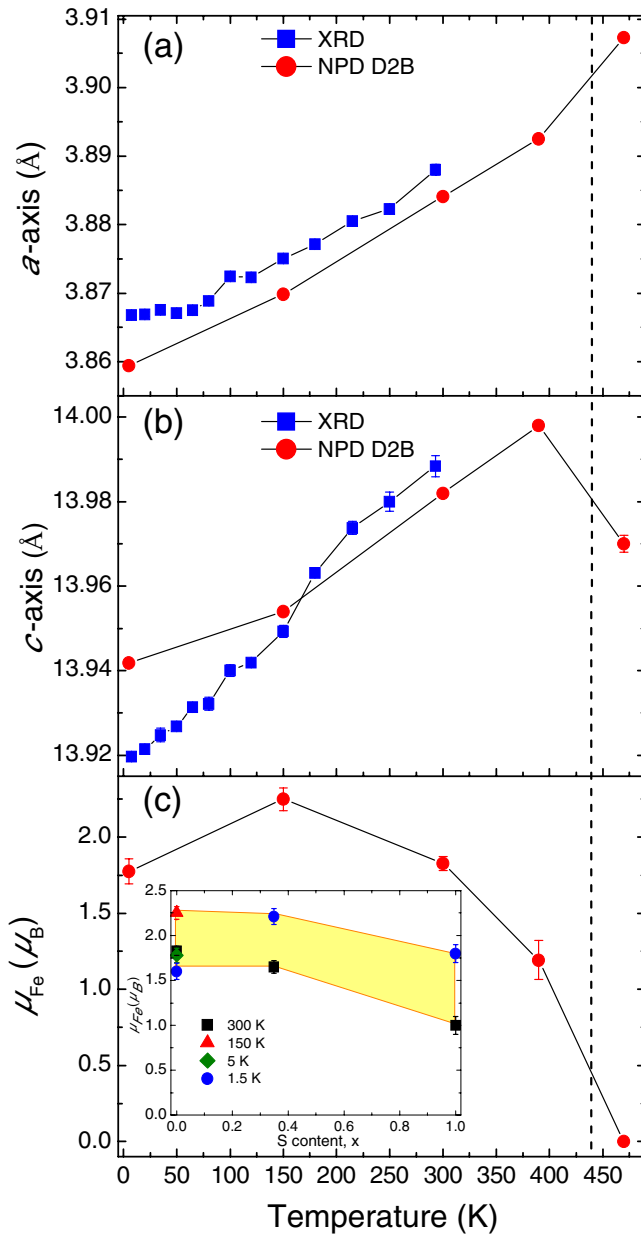 3.91
3.90
3.89
3.88
3.87
3.86
a-axis (Å)
(a)
XRD
NPD D2B
14.00
13.98
13.96
13.94
13.92
c-axis (Å)
(b)
XRD
NPD D2B
2.0
1.5
1.0
0.5
0.0
μFe (μB)
(c)
2.5
2.0
1.5
1.0
0.5
0.0
μFe(μB)
300 K
150 K
5 K
1.5 K
0.0 0.2 0.4 0.6 0.8 1.0
S content, x
0 50 100 150 200 250 300 350 400 450
Temperature (K)